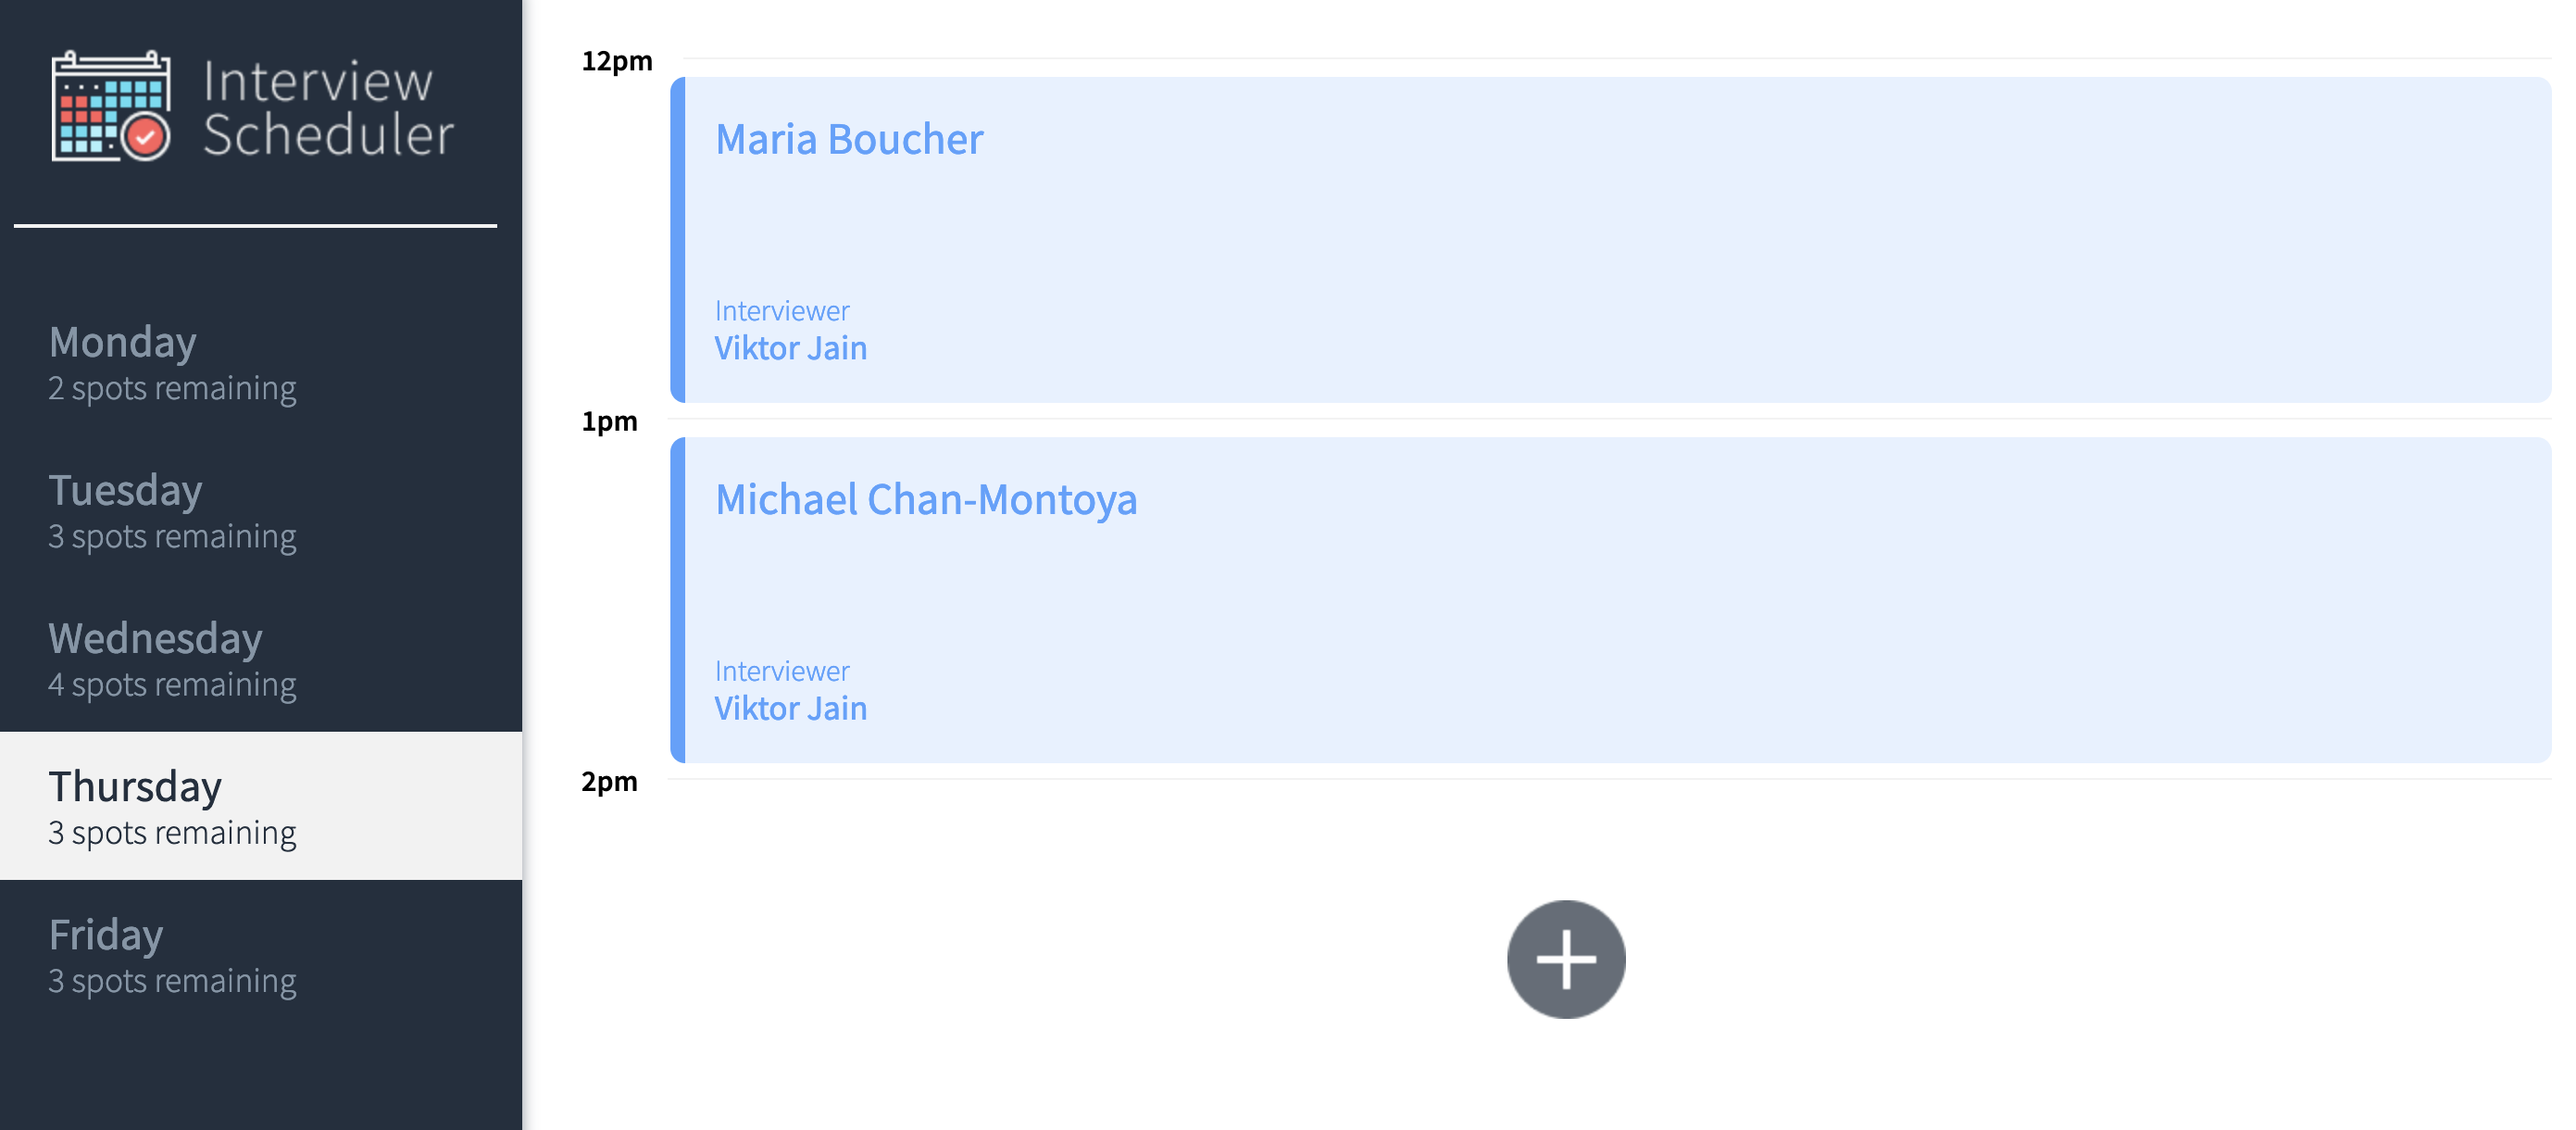 Interview
Scheduler
Monday
2 spots remaining
Tuesday
3 spots remaining
Wednesday
4 spots remaining
Thursday
3 spots remaining
Friday
3 spots remaining
12pm
Maria Boucher
Interviewer
Viktor Jain
1pm
Michael Chan-Montoya
Interviewer
Viktor Jain
2pm